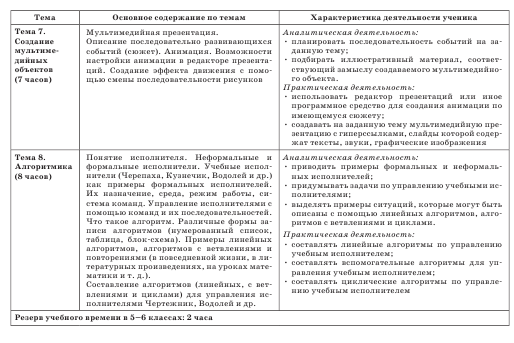 Тема
Основное содержание по темам
Характеристика деятельности ученика
Тема 7.
Создание
мультиме-
дийных
объектов
(7 часов)
Мультимедийная презентация.
Описание последовательно развивающихся
событий (сюжет). Анимация. Возможности
настройки анимации в редакторе презента-
ций. Создание эффекта движения с помо-
щью смены последовательности рисунков
Аналитическая деятельность:
• планировать последовательность событий на за-
данную тему;
• подбирать иллюстративный материал, соответ-
ствующий замыслу создаваемого мультимедийно-
го объекта.
Практическая деятельность:
• использовать редактор презентаций или иное
программное средство для создания анимации по
имеющемуся сюжету;
• создавать на заданную тему мультимедийную пре-
зентацию с гиперссылками, слайды которой содер-
жат тексты, звуки, графические изображения
Тема 8.
Алгоритмика
(8 часов)
Понятие исполнителя. Неформальные и
формальные исполнители. Учебные испол-
нители (Черепаха, Кузнечик, Водолей и др.)
как примеры формальных исполнителей.
Их назначение, среда, режим работы, си-
стема команд. Управление исполнителями с
помощью команд и их последовательностей.
Что такое алгоритм. Различные формы за-
писи алгоритмов (нумерованный список,
таблица, блок-схема). Примеры линейных
алгоритмов, алгоритмов с ветвлениями и
повторениями (в повседневной жизни, в ли-
тературных произведениях, на уроках мате-
матики и т. д.).
Составление алгоритмов (линейных, с вет-
влениями и циклами) для управления ис-
полнителями Чертежник, Водолей и др.
Аналитическая деятельность:
• приводить примеры формальных и неформаль-
ных исполнителей;
• придумывать задачи по управлению учебными ис-
полнителями;
• выделять примеры ситуаций, которые могут быть
описаны с помощью линейных алгоритмов, алго-
ритмов с ветвлениями и циклами.
Практическая деятельность:
• составлять линейные алгоритмы по управлению
учебным исполнителем;
• составлять вспомогательные алгоритмы для уп-
равления учебным исполнителем;
• составлять циклические алгоритмы по управле-
нию учебным исполнителем
Резерв учебного времени в 5—6 классах: 2 часа